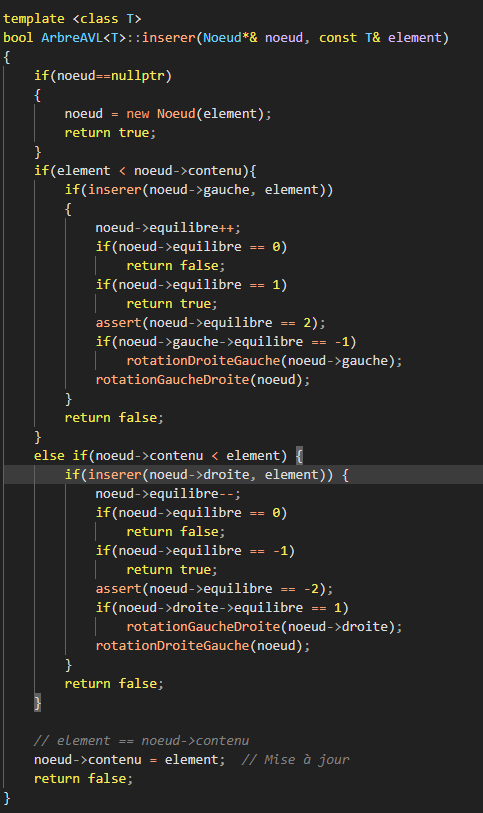 template <class T>
bool ArbreAVL<T>::inserer(Noeud*& noeud, const T& element)
{
    if(noeud==nullptr)
    {
        noeud = new Noeud(element);
        return true;
    }
    if(element < noeud->contenu){
        if(inserer(noeud->gauche, element))
        {
            noeud->equilibre++;
            if(noeud->equilibre == 0)
                return false;
            if(noeud->equilibre == 1)
                return true;
            assert(noeud->equilibre == 2);
            if(noeud->gauche->equilibre == -1)
                rotationDroiteGauche(noeud->gauche);
            rotationGaucheDroite(noeud);
        }
        return false;
    }
    else if(noeud->contenu < element) {
        if(inserer(noeud->droite, element)) {
            noeud->equilibre--;
            if(noeud->equilibre == 0)
                return false;
            if(noeud->equilibre == -1)
                return true;
            assert(noeud->equilibre == -2);
            if(noeud->droite->equilibre == 1)
                rotationGaucheDroite(noeud->droite);
            rotationDroiteGauche(noeud);
        }
        return false;
    }

    // element == noeud->contenu
    noeud->contenu = element;  // Mise à jour
    return false;
}